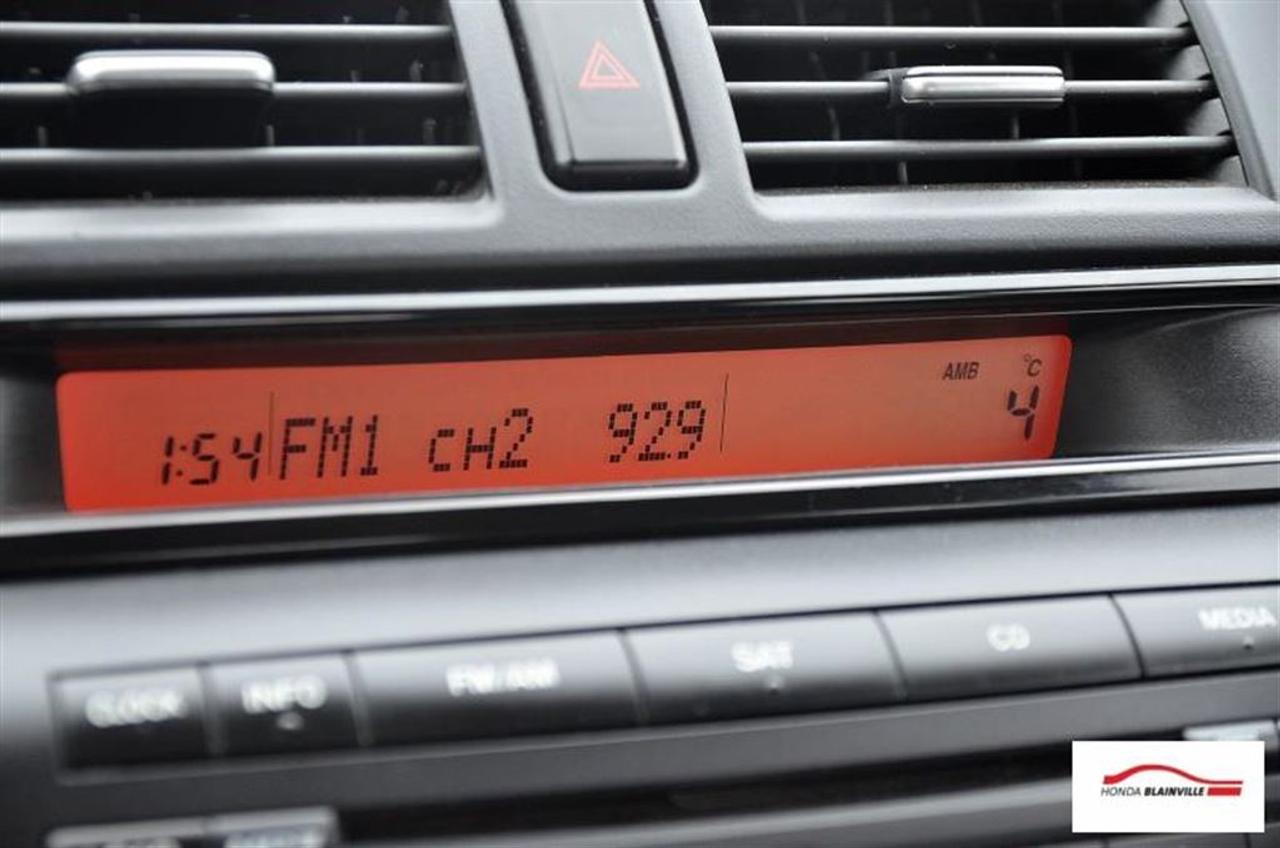 AMB °C
1:54 FM1 CH2 92.9 4
CLOCK INFO FM/AM SAT CD MEDIA
HONDA BLAINVILLE